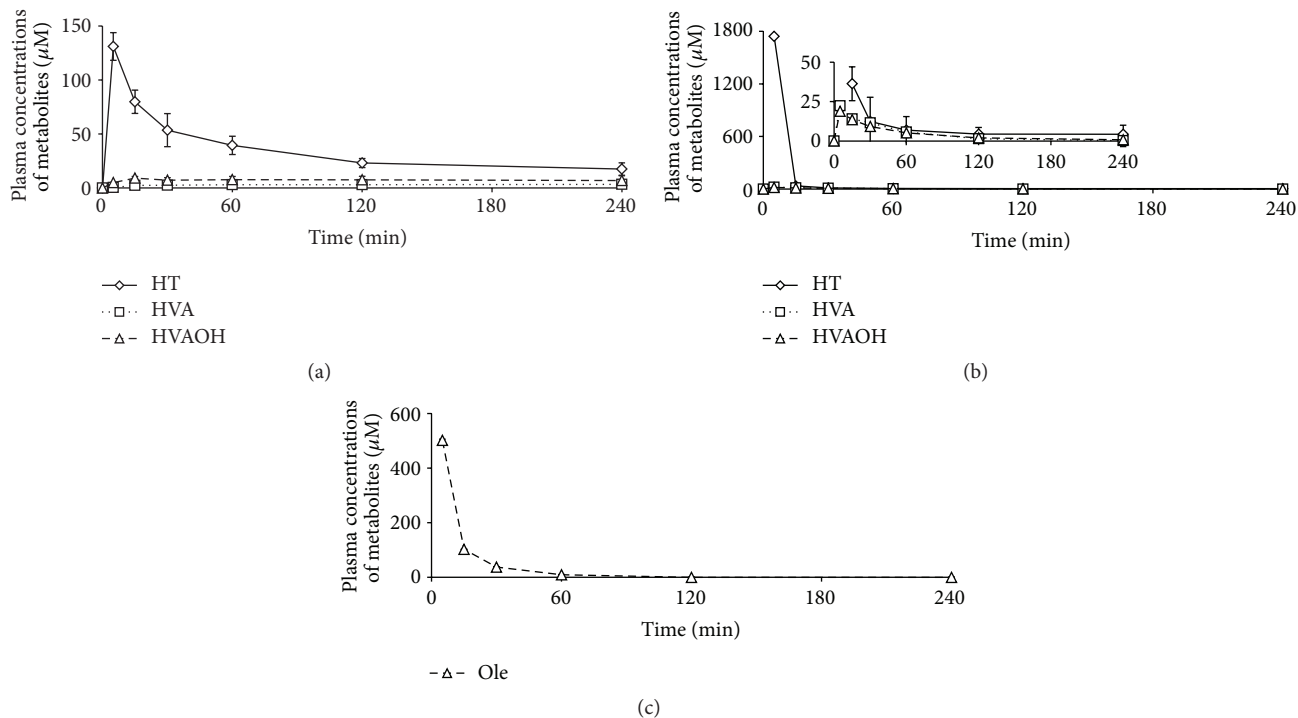 Plasma concentrations
of metabolites (μM)
150
100
50
0
0
60
120
180
240
Time (min)
HT
HVA
HVAOH
(a)
Plasma concentrations
of metabolites (μM)
1800
1200
600
0
50
25
0
0
60
120
180
240
0
60
120
180
240
Time (min)
HT
HVA
HVAOH
(b)
Plasma concentrations
of metabolites (μM)
600
400
200
0
0
60
120
180
240
Time (min)
Ole
(c)